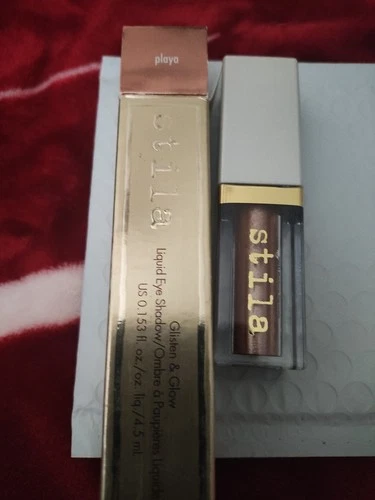 playa
stila
Glisten & Glow
Liquid Eye Shadow/Ombre à Paupières Liquide
US 0.153 fl. oz./oz. liq./4.5 mL
stila